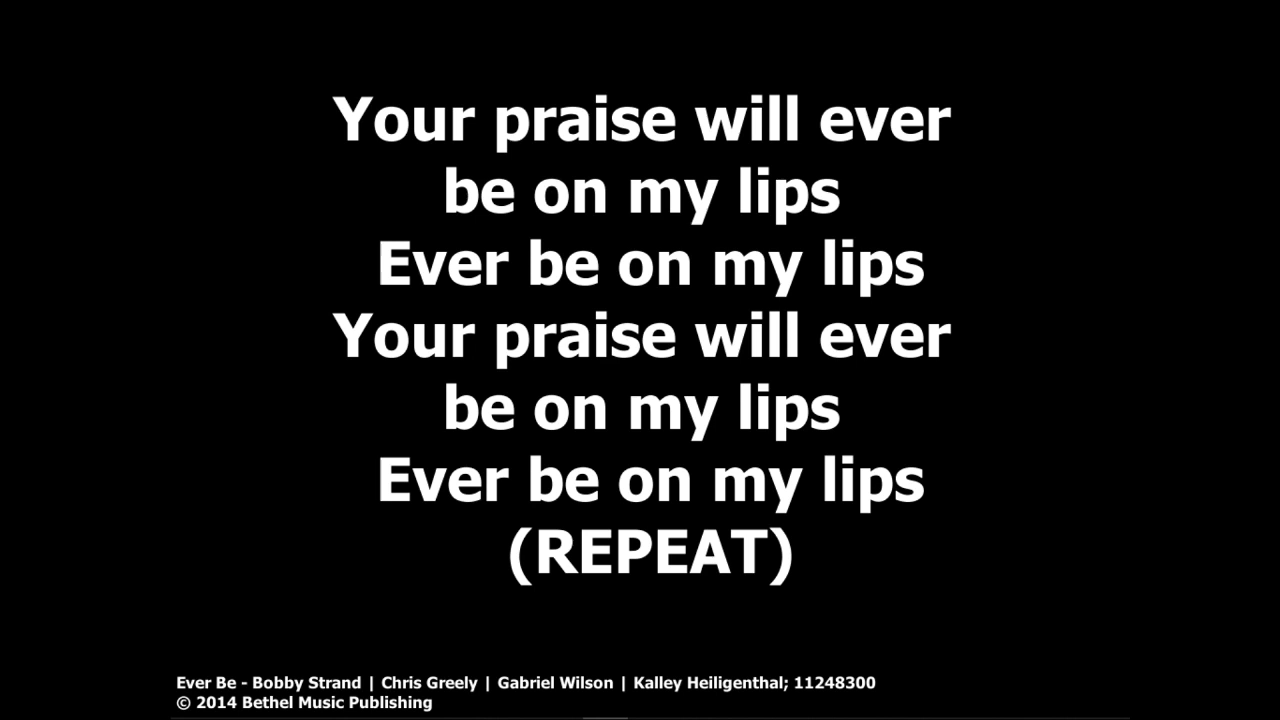 Your praise will ever
be on my lips
Ever be on my lips
Your praise will ever
be on my lips
Ever be on my lips
(REPEAT)
Ever Be - Bobby Strand | Chris Greely | Gabriel Wilson | Kalley Heiligenthal; 11248300
© 2014 Bethel Music Publishing